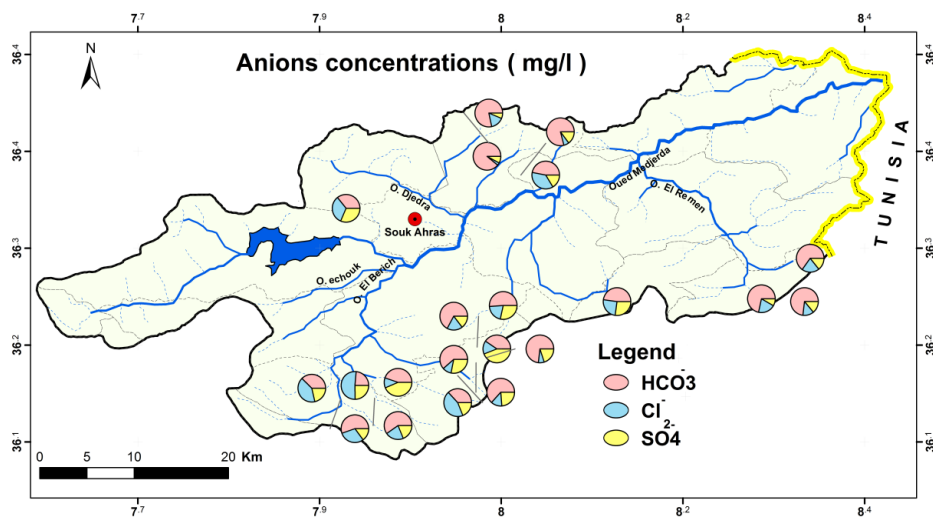 7.7 7.9 8 8.2 8.4
N
Anions concentrations ( mg/l )
36.4 36.4
36.4 36.4
36.3 36.3
36.2 36.2
36.1 36.1
TUNISIA
Oued Medjerda
O. El Remen
O. Djedra
Souk Ahras
O. echouk
O. El Berich
Legend
HCO3-
Cl-
SO4 2-
0 5 10 20 Km
7.7 7.9 8 8.2 8.4